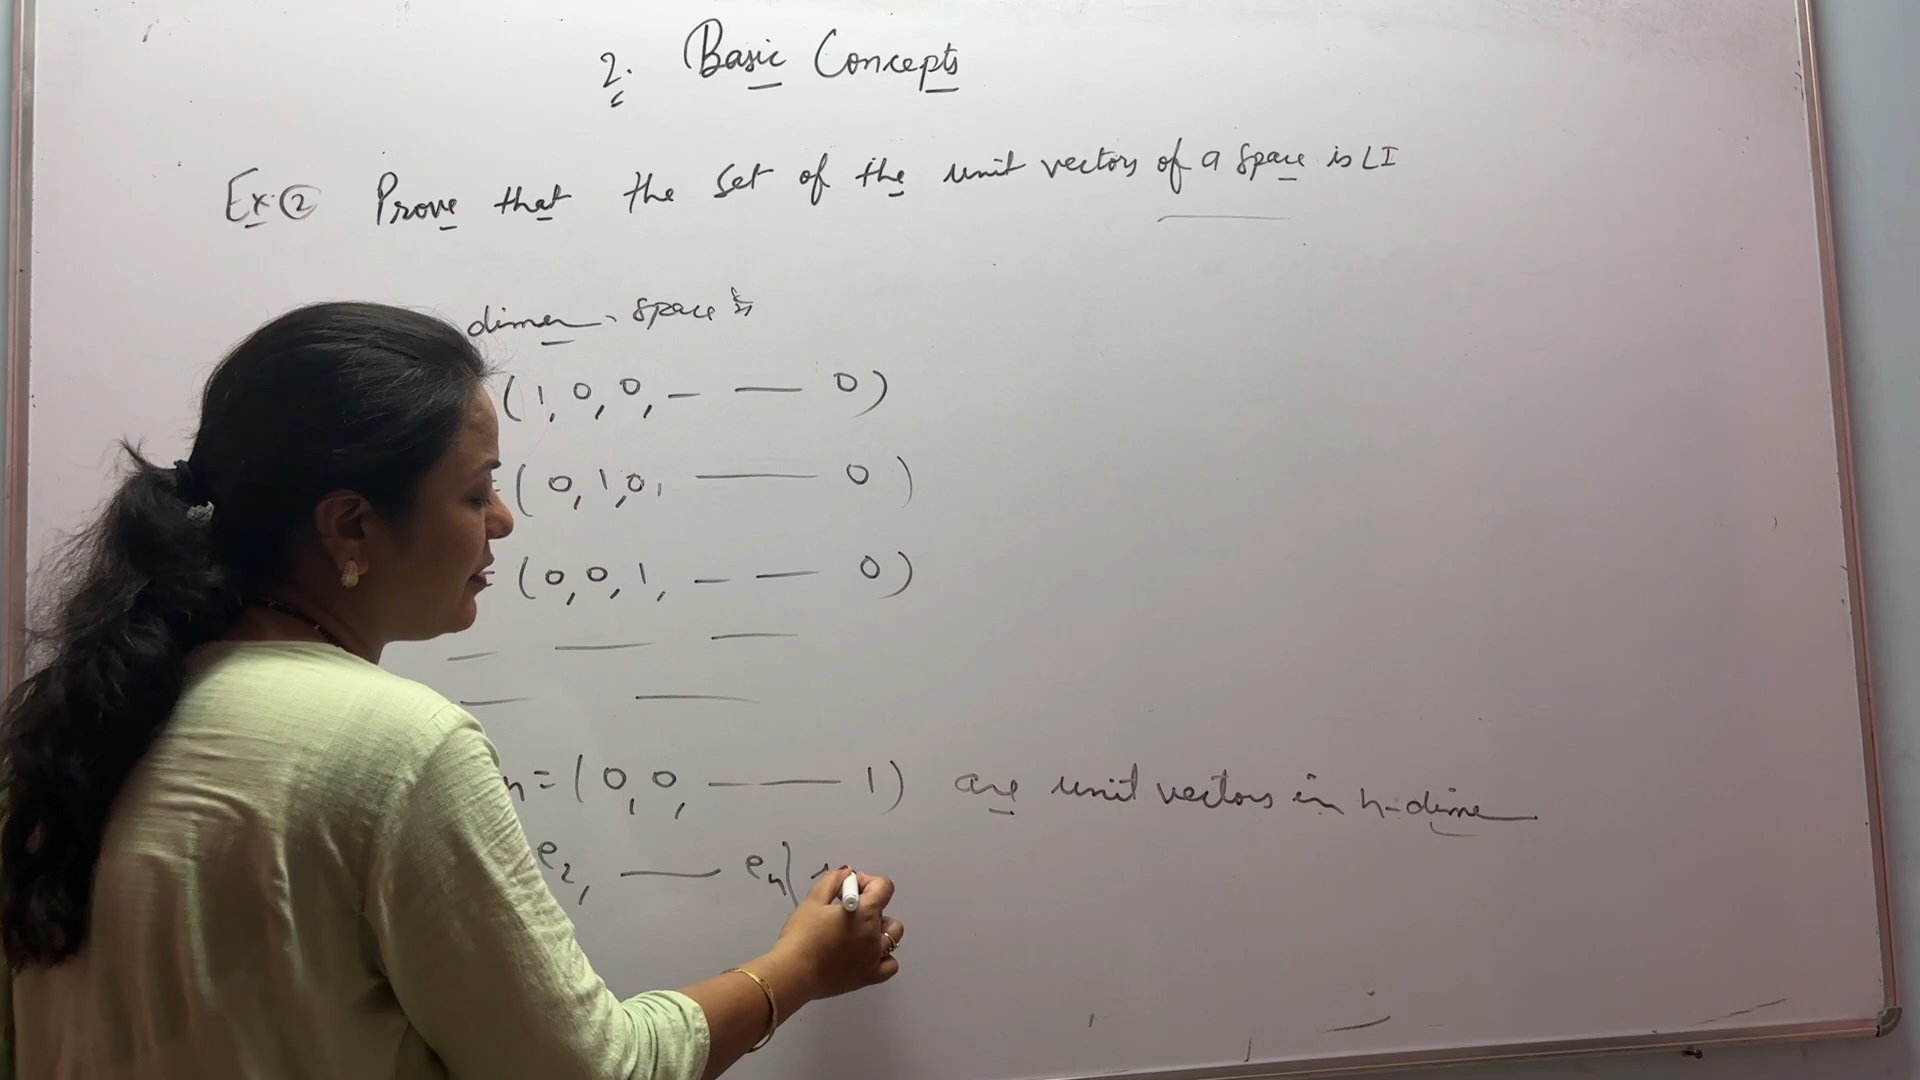 2. Basic Concepts
Ex. ② Prove that the set of the unit vectors of a space is LI
dimen. space is
(1, 0, 0, — — 0)
= (0, 1, 0, — 0)
= (0, 0, 1, — — 0)
— — —
— —
n = (0, 0, — — 1) are unit vectors in n-dime
e2, — en}